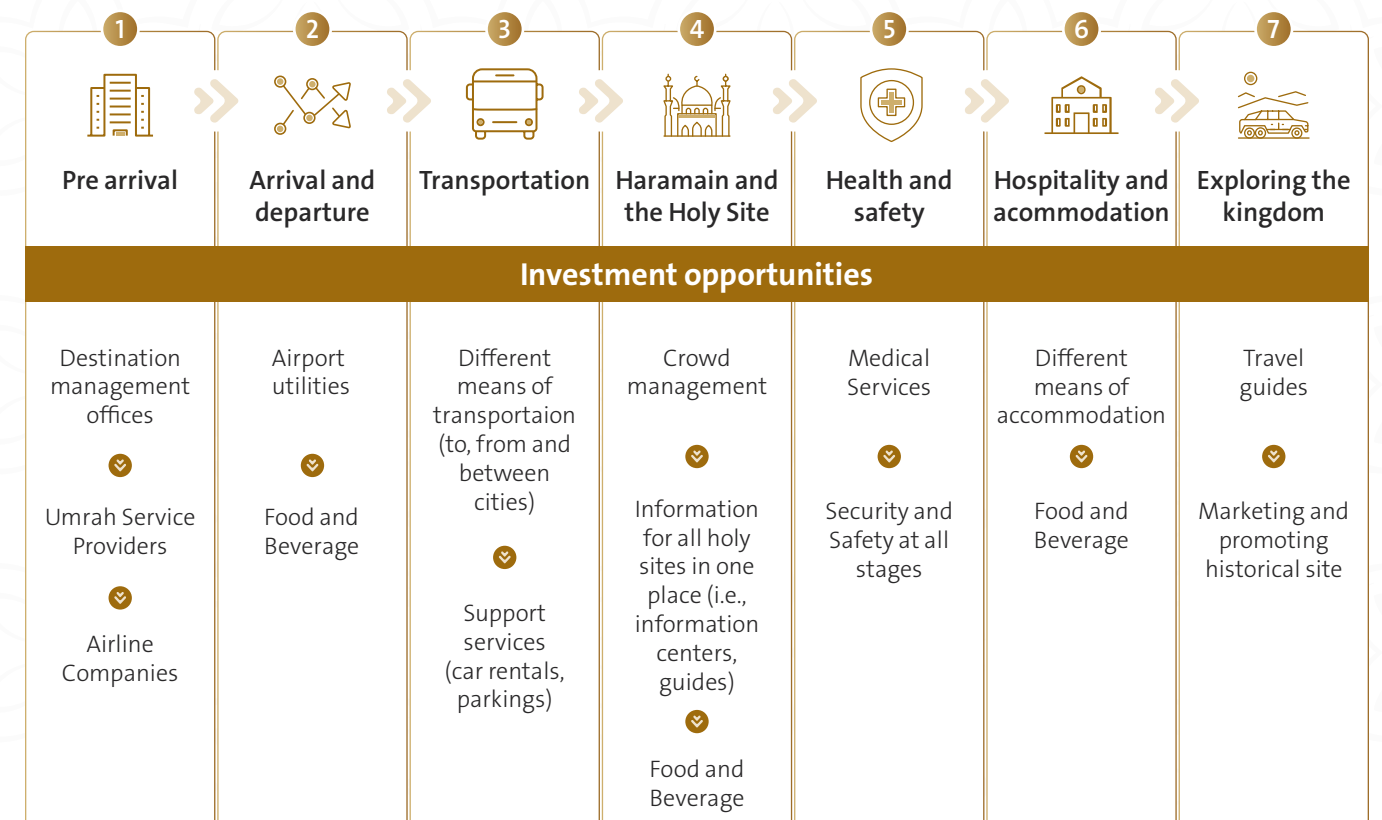 1
Pre arrival
2
Arrival and
departure
3
Transportation
4
Haramain and
the Holy Site
5
Health and
safety
6
Hospitality and
acommodation
7
Exploring the
kingdom
Investment opportunities
Destination
management
offices
Umrah Service
Providers
Airline
Companies
Airport
utilities
Food and
Beverage
Different
means of
transportaion
(to, from and
between
cities)
Support
services
(car rentals,
parkings)
Crowd
management
Information
for all holy
sites in one
place (i.e.,
information
centers,
guides)
Food and
Beverage
Medical
Services
Security and
Safety at all
stages
Different
means of
accommodation
Food and
Beverage
Travel
guides
Marketing and
promoting
historical site